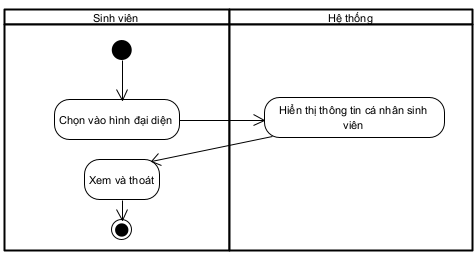 Sinh viên
Hệ thống
Chọn vào hình đại diện
Hiển thị thông tin cá nhân sinh
viên
Xem và thoát